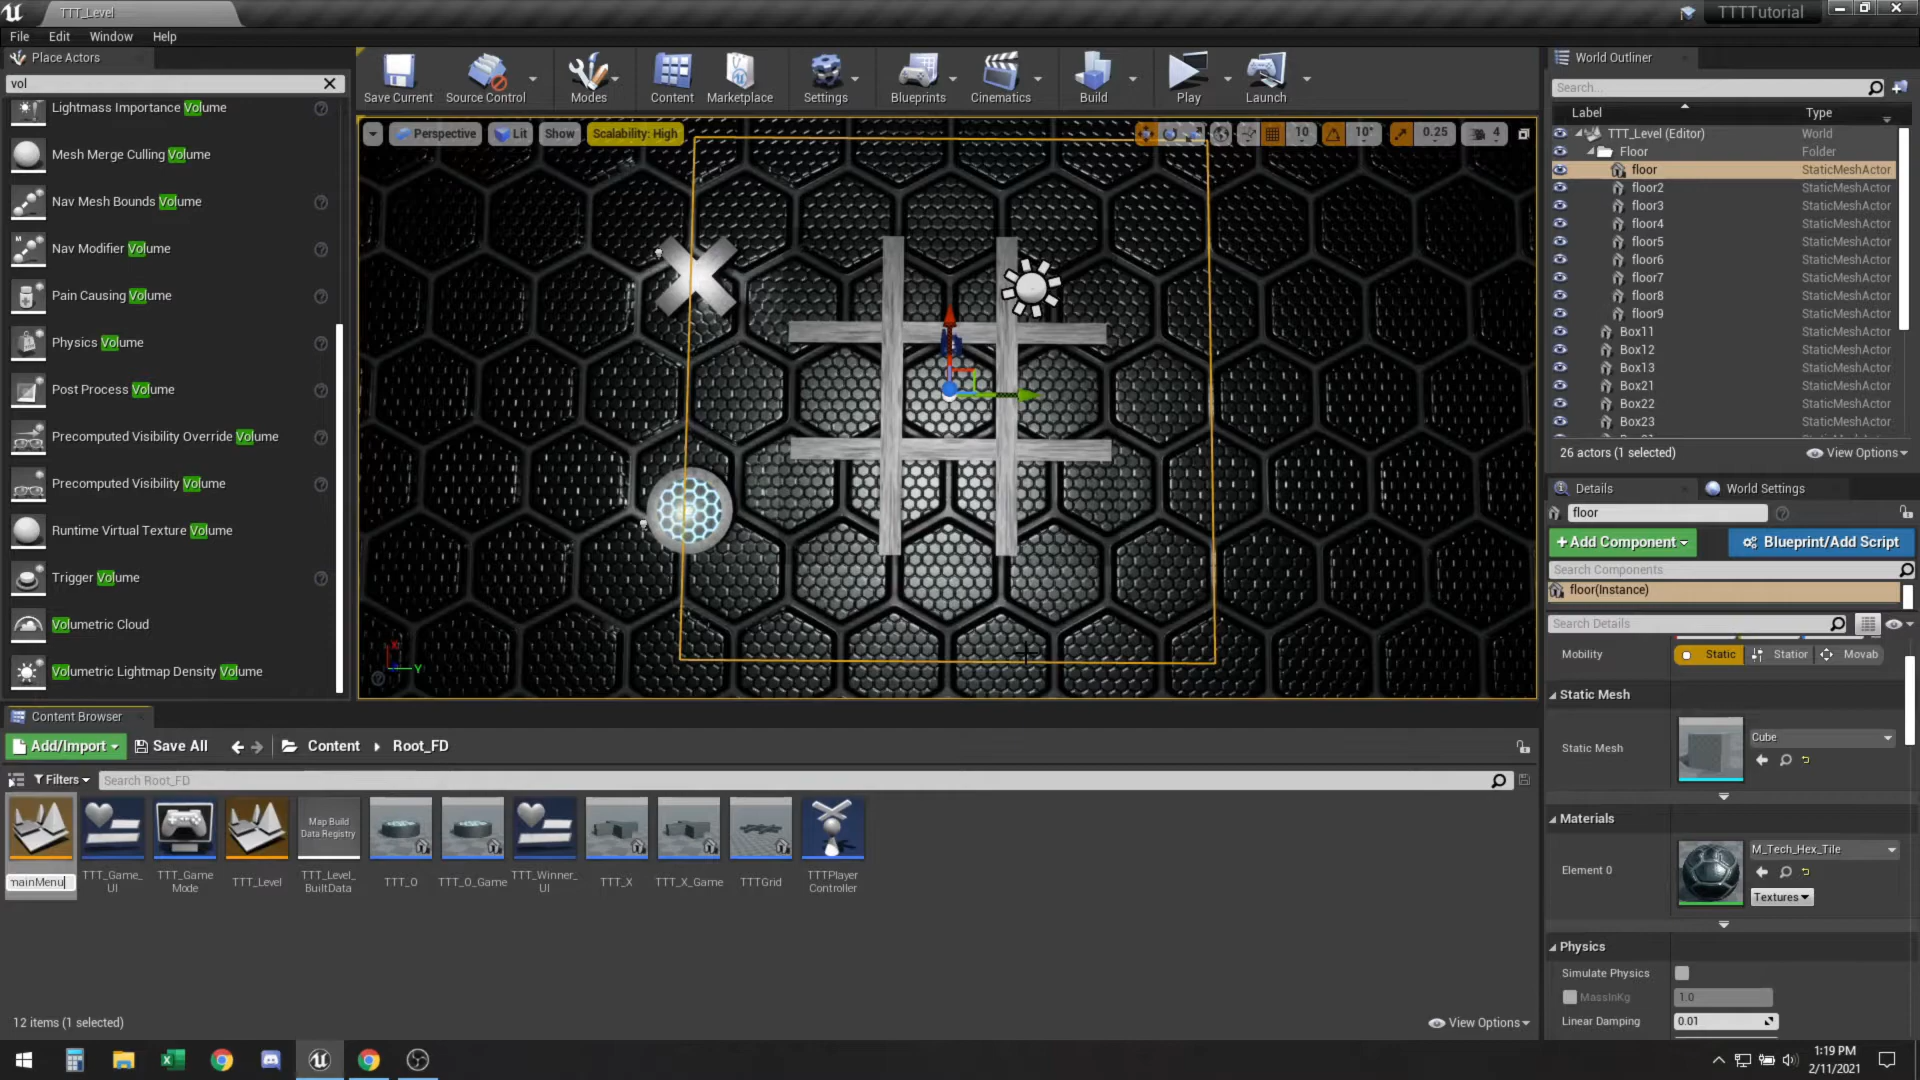 TTT_Level
TTTTutorial
File Edit Window Help
Place Actors
vol
Lightmass Importance Volume
Mesh Merge Culling Volume
Nav Mesh Bounds Volume
Nav Modifier Volume
Pain Causing Volume
Physics Volume
Post Process Volume
Precomputed Visibility Override Volume
Precomputed Visibility Volume
Runtime Virtual Texture Volume
Trigger Volume
Volumetric Cloud
Volumetric Lightmap Density Volume
Save Current Source Control Modes Content Marketplace Settings Blueprints Cinematics Build Play Launch
Perspective Lit Show Scalability: High
10 10° 0.25 4
Y
World Outliner
Search...
Label Type
TTT_Level (Editor) World
Floor Folder
floor StaticMeshActor
floor2 StaticMeshActor
floor3 StaticMeshActor
floor4 StaticMeshActor
floor5 StaticMeshActor
floor6 StaticMeshActor
floor7 StaticMeshActor
floor8 StaticMeshActor
floor9 StaticMeshActor
Box11 StaticMeshActor
Box12 StaticMeshActor
Box13 StaticMeshActor
Box21 StaticMeshActor
Box22 StaticMeshActor
Box23 StaticMeshActor
26 actors (1 selected) View Options
Details World Settings
floor
+Add Component Blueprint/Add Script
Search Components
floor(Instance)
Search Details
Mobility Static Station Movab
Static Mesh
Static Mesh Cube
Materials
Element 0 M_Tech_Hex_Tile
Textures
Physics
Simulate Physics
MassInKg 1.0
Linear Damping 0.01
Content Browser
Add/Import Save All Content Root_FD
Filters Search Root_FD
Map Build
Data Registry
mainMenu
TTT_Game_
UI
TTT_Game
Mode
TTT_Level
TTT_Level_
BuiltData
TTT_O
TTT_O_Game
TTT_Winner_
UI
TTT_X
TTT_X_Game
TTTGrid
TTTPlayer
Controller
12 items (1 selected) View Options
1:19 PM
2/11/2021